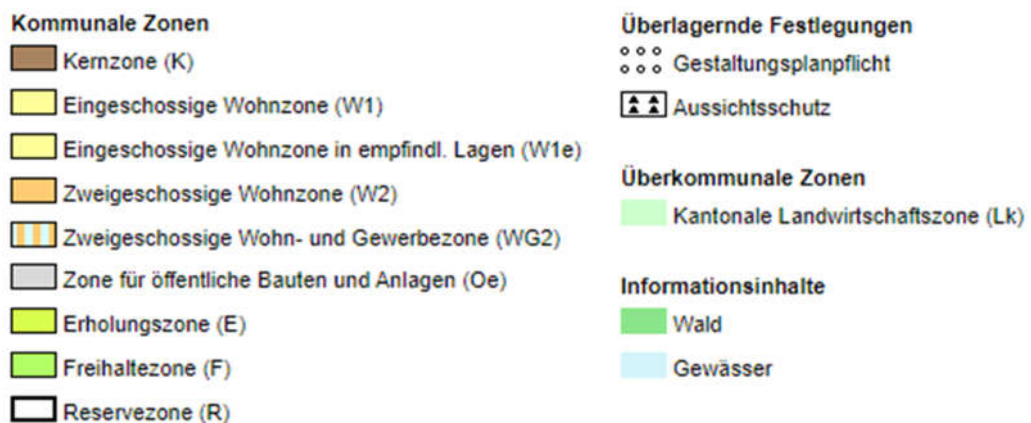 Kommunale Zonen
Kernzone (K)
Eingeschossige Wohnzone (W1)
Eingeschossige Wohnzone in empfindl. Lagen (W1e)
Zweigeschossige Wohnzone (W2)
Zweigeschossige Wohn- und Gewerbezone (WG2)
Zone für öffentliche Bauten und Anlagen (Oe)
Erholungszone (E)
Freihaltezone (F)
Reservezone (R)
Überlagernde Festlegungen
Gestaltungsplanpflicht
Aussichtsschutz
Überkommunale Zonen
Kantonale Landwirtschaftszone (Lk)
Informationsinhalte
Wald
Gewässer